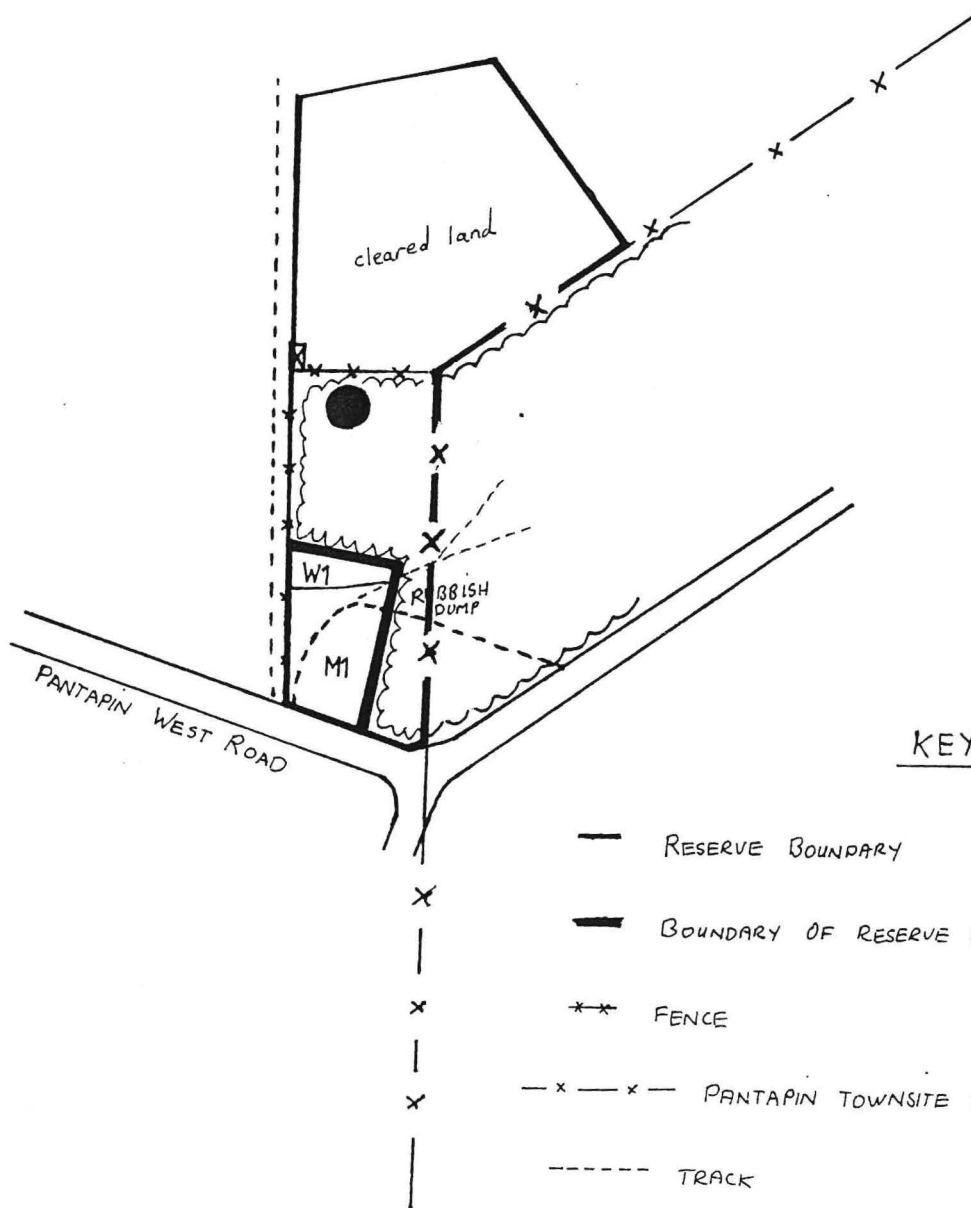 cleared land
W1
RUBBISH
DUMP
M1
PANTAPIN WEST ROAD
KEY
RESERVE BOUNDARY
BOUNDARY OF RESERVE
FENCE
PANTAPIN TOWNSITE
TRACK